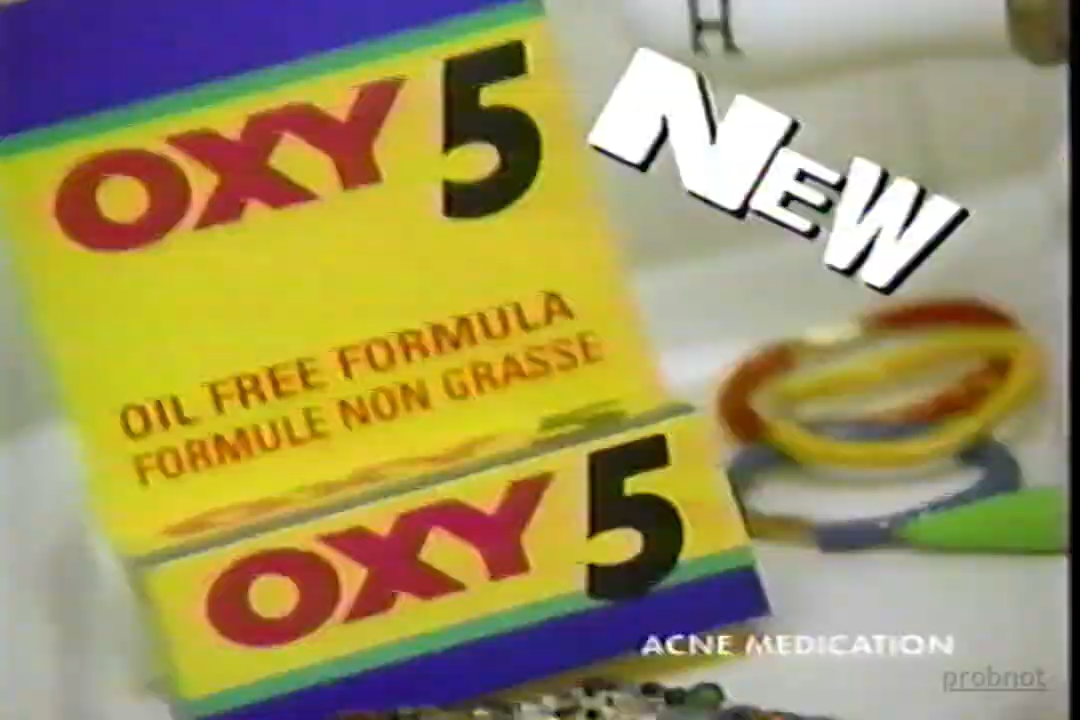 H
OXY 5
NEW
OIL FREE FORMULA
FORMULE NON GRASSE
OXY 5
ACNE MEDICATION
probnot